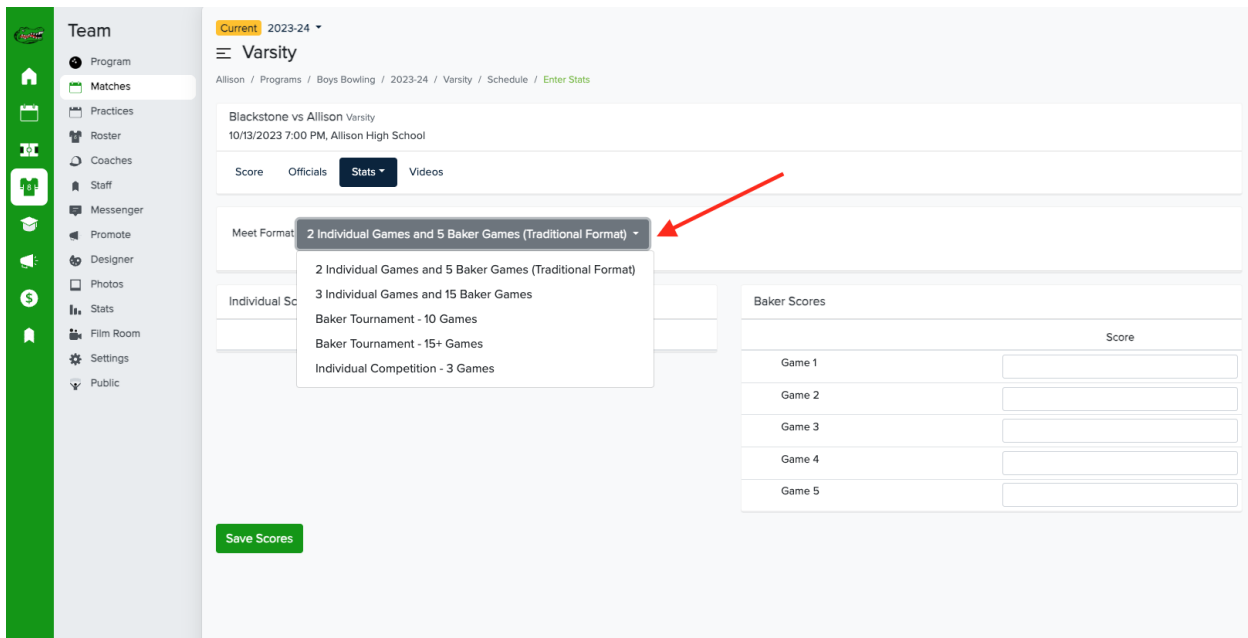 Team
Program
Matches
Practices
Roster
Coaches
Staff
Messenger
Promote
Designer
Photos
Stats
Film Room
Settings
Public
Current 2023-24
Varsity
Allison / Programs / Boys Bowling / 2023-24 / Varsity / Schedule / Enter Stats
Blackstone vs Allison Varsity
10/13/2023 7:00 PM, Allison High School
Score Officials Stats Videos
Meet Format 2 Individual Games and 5 Baker Games (Traditional Format)
2 Individual Games and 5 Baker Games (Traditional Format)
3 Individual Games and 15 Baker Games
Baker Tournament - 10 Games
Baker Tournament - 15+ Games
Individual Competition - 3 Games
Individual Sc
Baker Scores
Score
Game 1
Game 2
Game 3
Game 4
Game 5
Save Scores